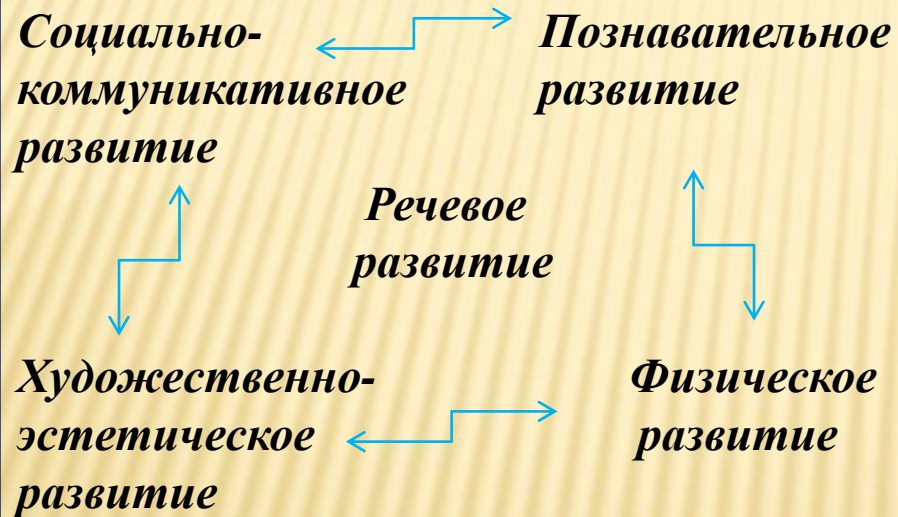 Социально-
коммуникативное
развитие
Познавательное
развитие
Речевое
развитие
Художественно-
эстетическое
развитие
Физическое
развитие